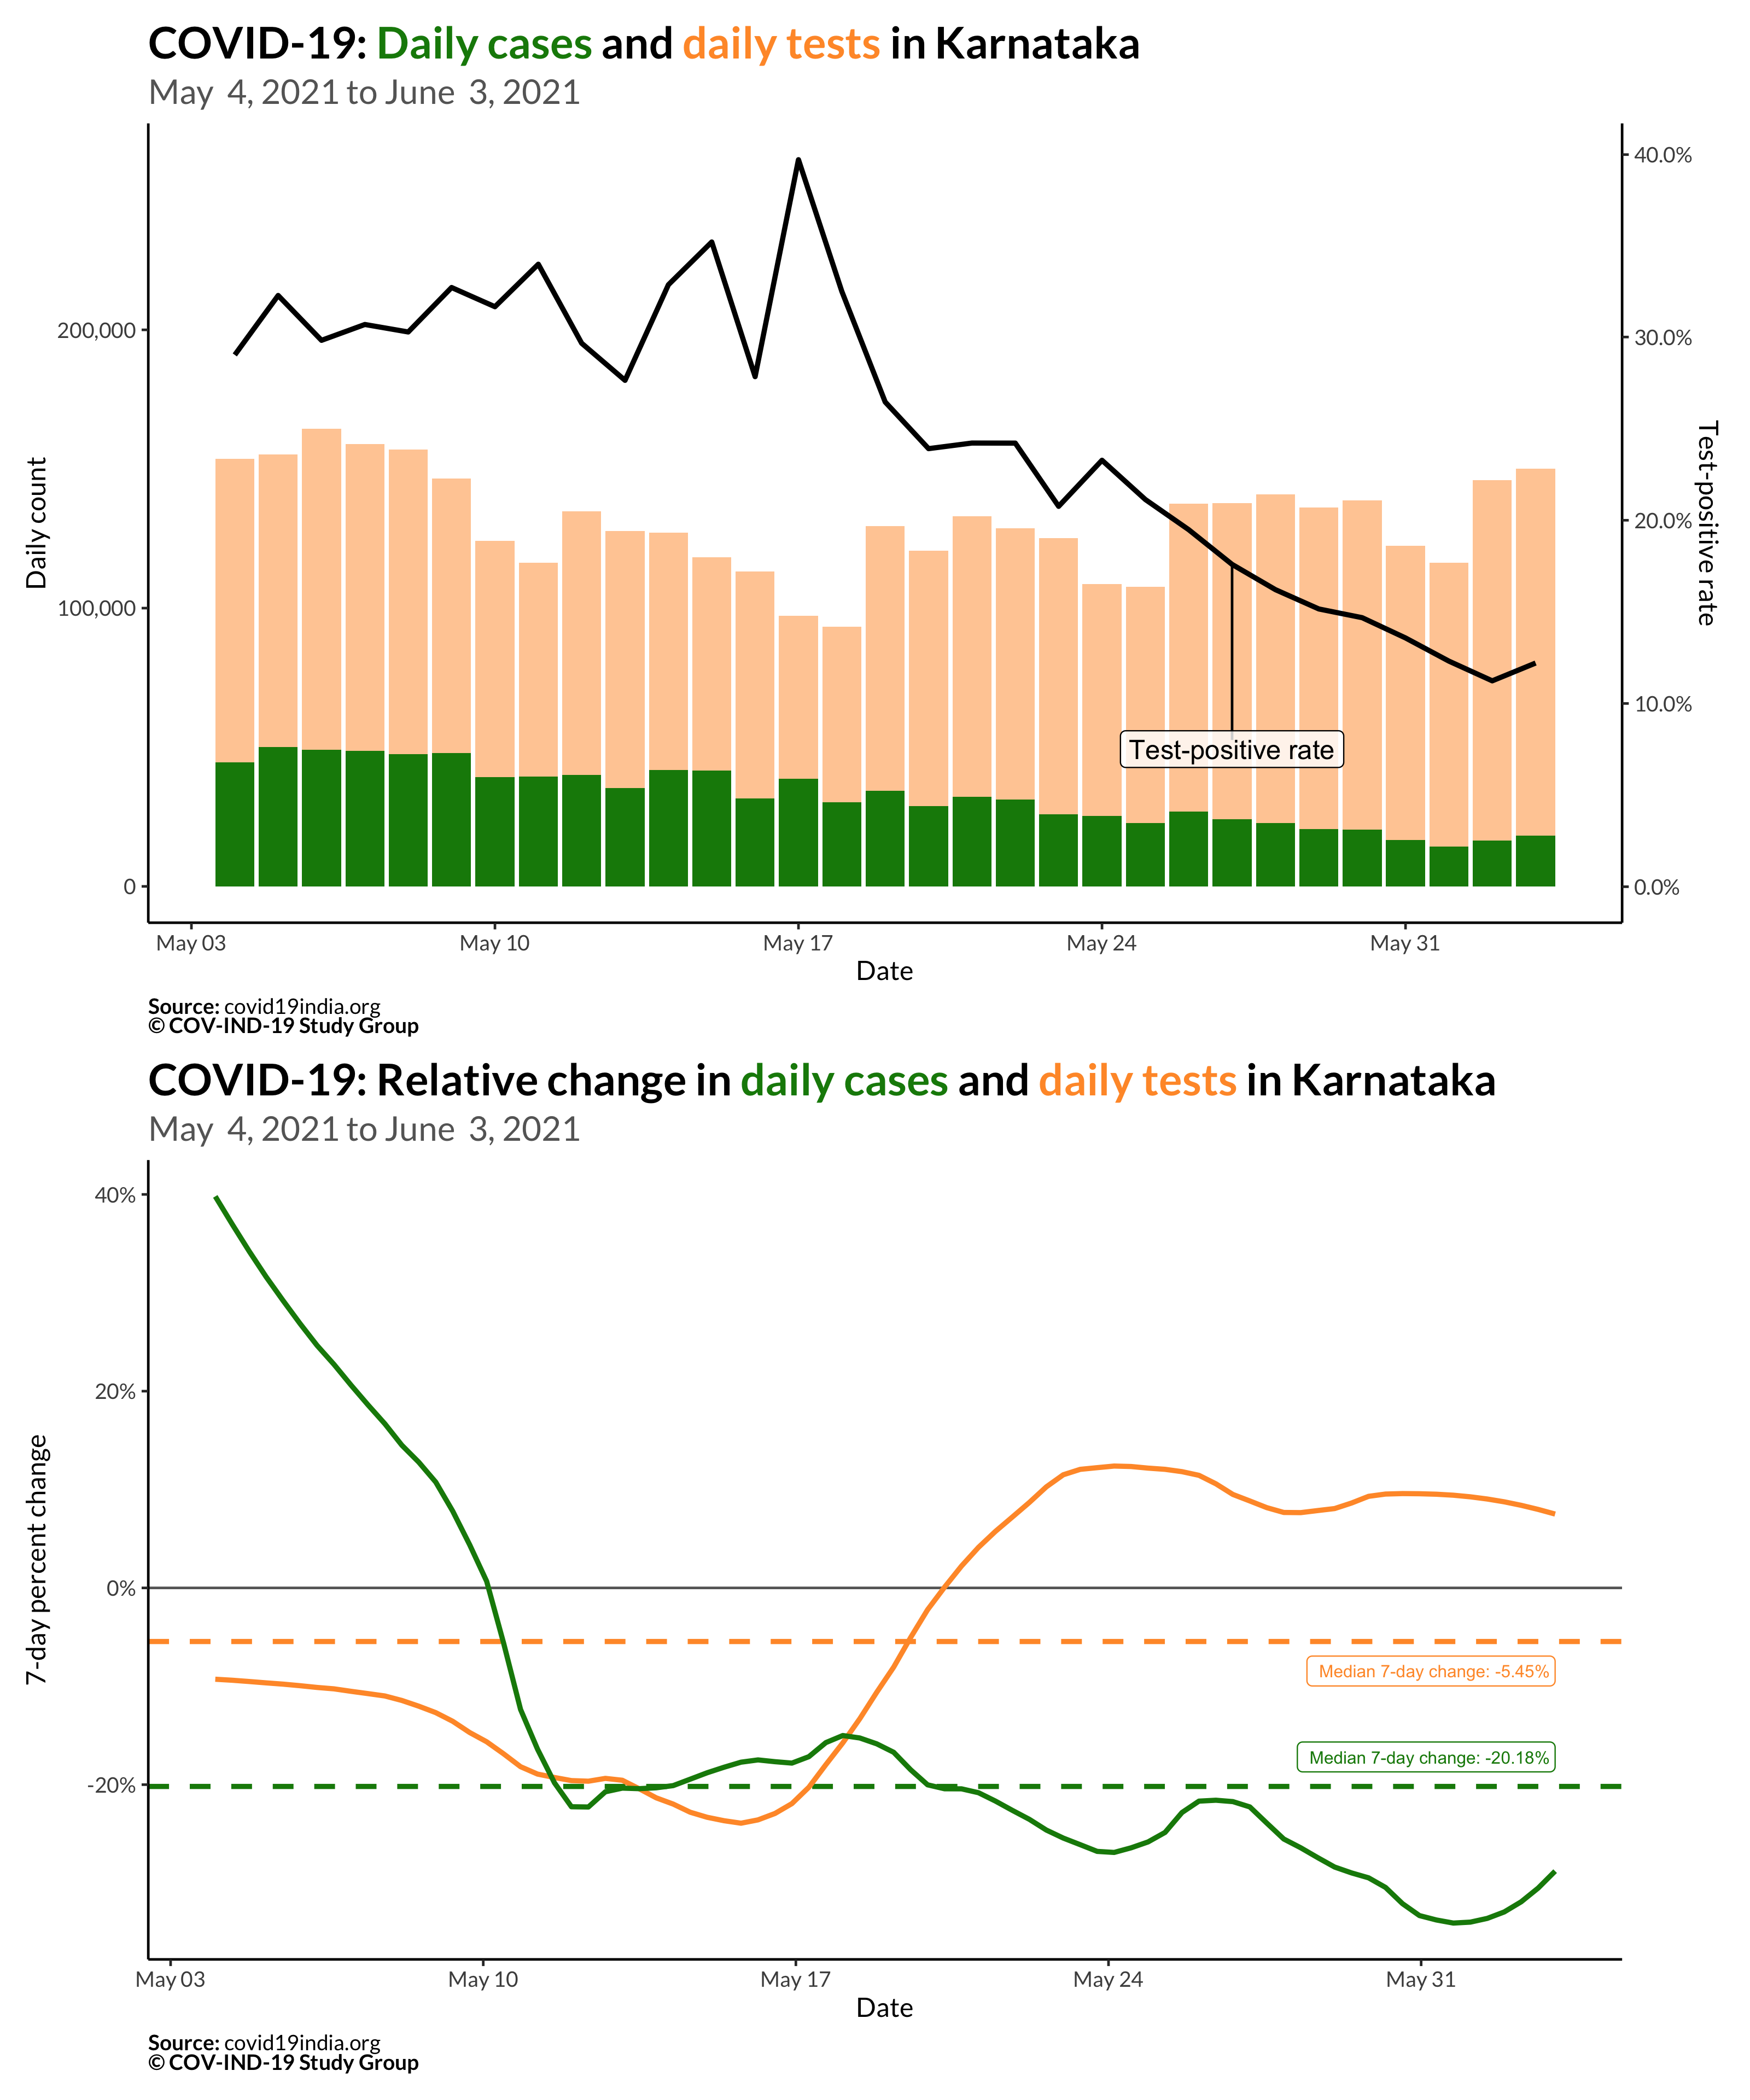 COVID-19: Daily cases and daily tests in Karnataka
May 4, 2021 to June 3, 2021
40.0%
200,000
30.0%
Daily count
Test-positive rate
20.0%
100,000
10.0%
Test-positive rate
0
0.0%
May 03
May 10
May 17
May 24
May 31
Date
Source: covid19india.org
© COV-IND-19 Study Group
COVID-19: Relative change in daily cases and daily tests in Karnataka
May 4, 2021 to June 3, 2021
40%
20%
7-day percent change
0%
Median 7-day change: -5.45%
Median 7-day change: -20.18%
-20%
May 03
May 10
May 17
May 24
May 31
Date
Source: covid19india.org
© COV-IND-19 Study Group